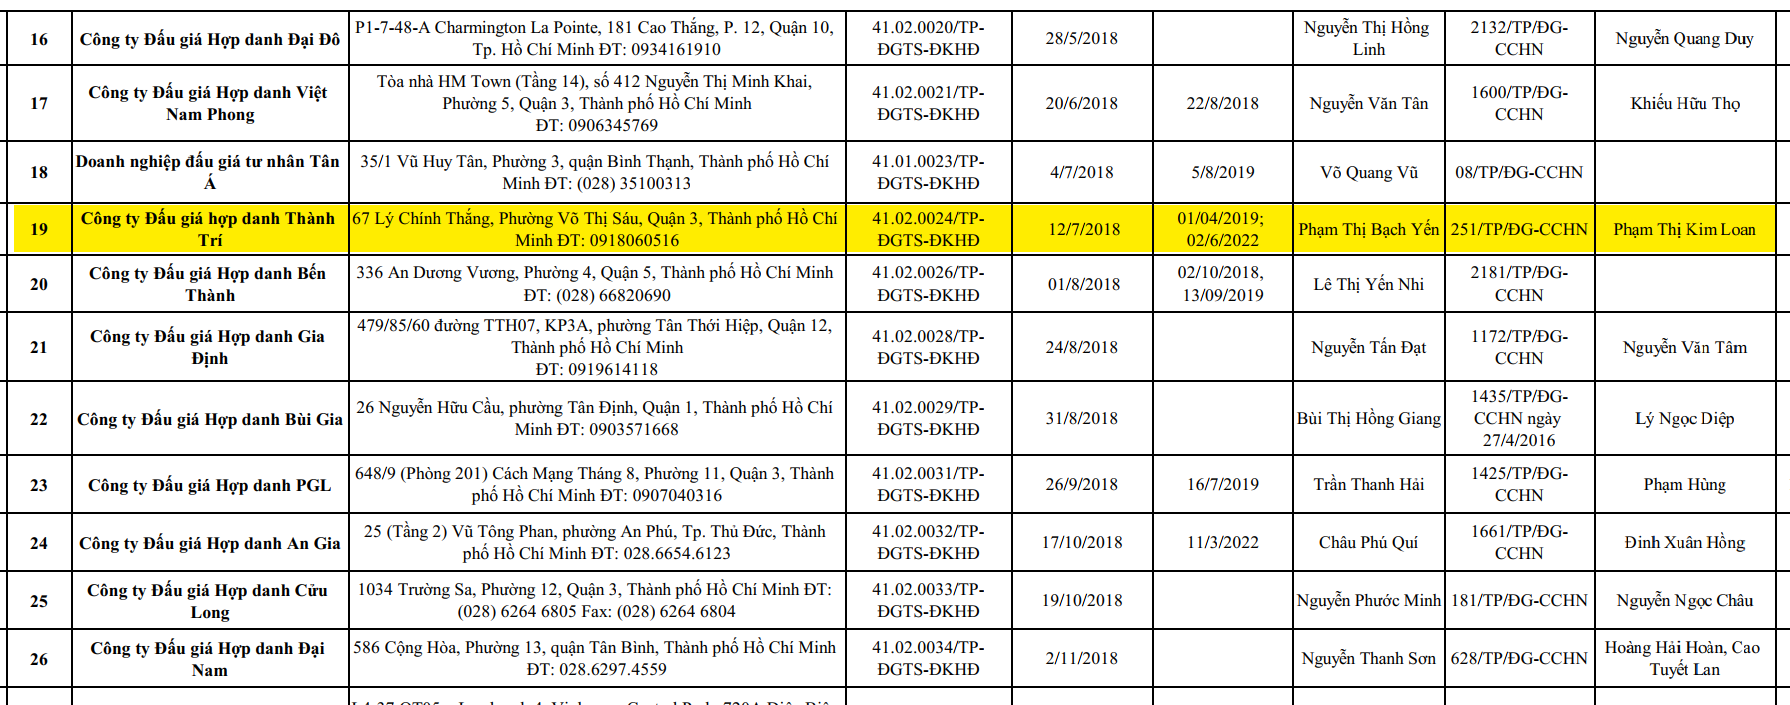 16
Công ty Đấu giá Hợp danh Đại Đô
P1-7-48-A Charmington La Pointe, 181 Cao Thắng, P. 12, Quận 10,
Tp. Hồ Chí Minh ĐT: 0934161910
41.02.0020/TP-
ĐGTS-ĐKHĐ
28/5/2018
Nguyễn Thị Hồng
Linh
2132/TP/ĐG-
CCHN
Nguyễn Quang Duy
17
Công ty Đấu giá Hợp danh Việt
Nam Phong
Tòa nhà HM Town (Tầng 14), số 412 Nguyễn Thị Minh Khai,
Phường 5, Quận 3, Thành phố Hồ Chí Minh
ĐT: 0906345769
41.02.0021/TP-
ĐGTS-ĐKHĐ
20/6/2018
22/8/2018
Nguyễn Văn Tân
1600/TP/ĐG-
CCHN
Khiếu Hữu Thọ
18
Doanh nghiệp đấu giá tư nhân Tân
Á
35/1 Vũ Huy Tân, Phường 3, quận Bình Thạnh, Thành phố Hồ Chí
Minh ĐT: (028) 35100313
41.01.0023/TP-
ĐGTS-ĐKHĐ
4/7/2018
5/8/2019
Võ Quang Vũ
08/TP/ĐG-CCHN
19
Công ty Đấu giá hợp danh Thành
Trí
67 Lý Chính Thắng, Phường Võ Thị Sáu, Quận 3, Thành phố Hồ Chí
Minh ĐT: 0918060516
41.02.0024/TP-
ĐGTS-ĐKHĐ
12/7/2018
01/04/2019;
02/6/2022
Phạm Thị Bạch Yến
251/TP/ĐG-CCHN
Phạm Thị Kim Loan
20
Công ty Đấu giá Hợp danh Bến
Thành
336 An Dương Vương, Phường 4, Quận 5, Thành phố Hồ Chí Minh
ĐT: (028) 66820690
41.02.0026/TP-
ĐGTS-ĐKHĐ
01/8/2018
02/10/2018,
13/09/2019
Lê Thị Yến Nhi
2181/TP/ĐG-
CCHN
21
Công ty Đấu giá Hợp danh Gia
Định
479/85/60 đường TTH07, KP3A, phường Tân Thới Hiệp, Quận 12,
Thành phố Hồ Chí Minh
ĐT: 0919614118
41.02.0028/TP-
ĐGTS-ĐKHĐ
24/8/2018
Nguyễn Tấn Đạt
1172/TP/ĐG-
CCHN
Nguyễn Văn Tâm
22
Công ty Đấu giá Hợp danh Bùi Gia
26 Nguyễn Hữu Cầu, phường Tân Định, Quận 1, Thành phố Hồ Chí
Minh ĐT: 0903571668
41.02.0029/TP-
ĐGTS-ĐKHĐ
31/8/2018
Bùi Thị Hồng Giang
1435/TP/ĐG-
CCHN ngày
27/4/2016
Lý Ngọc Diệp
23
Công ty Đấu giá Hợp danh PGL
648/9 (Phòng 201) Cách Mạng Tháng 8, Phường 11, Quận 3, Thành
phố Hồ Chí Minh ĐT: 0907040316
41.02.0031/TP-
ĐGTS-ĐKHĐ
26/9/2018
16/7/2019
Trần Thanh Hải
1425/TP/ĐG-
CCHN
Phạm Hùng
24
Công ty Đấu giá Hợp danh An Gia
25 (Tầng 2) Vũ Tông Phan, phường An Phú, Tp. Thủ Đức, Thành
phố Hồ Chí Minh ĐT: 028.6654.6123
41.02.0032/TP-
ĐGTS-ĐKHĐ
17/10/2018
11/3/2022
Châu Phú Quí
1661/TP/ĐG-
CCHN
Đinh Xuân Hồng
25
Công ty Đấu giá Hợp danh Cửu
Long
1034 Trường Sa, Phường 12, Quận 3, Thành phố Hồ Chí Minh ĐT:
(028) 6264 6805 Fax: (028) 6264 6804
41.02.0033/TP-
ĐGTS-ĐKHĐ
19/10/2018
Nguyễn Phước Minh
181/TP/ĐG-CCHN
Nguyễn Ngọc Châu
26
Công ty Đấu giá Hợp danh Đại
Nam
586 Cộng Hòa, Phường 13, quận Tân Bình, Thành phố Hồ Chí Minh
ĐT: 028.6297.4559
41.02.0034/TP-
ĐGTS-ĐKHĐ
2/11/2018
Nguyễn Thanh Sơn
628/TP/ĐG-CCHN
Hoàng Hải Hoàn, Cao
Tuyết Lan